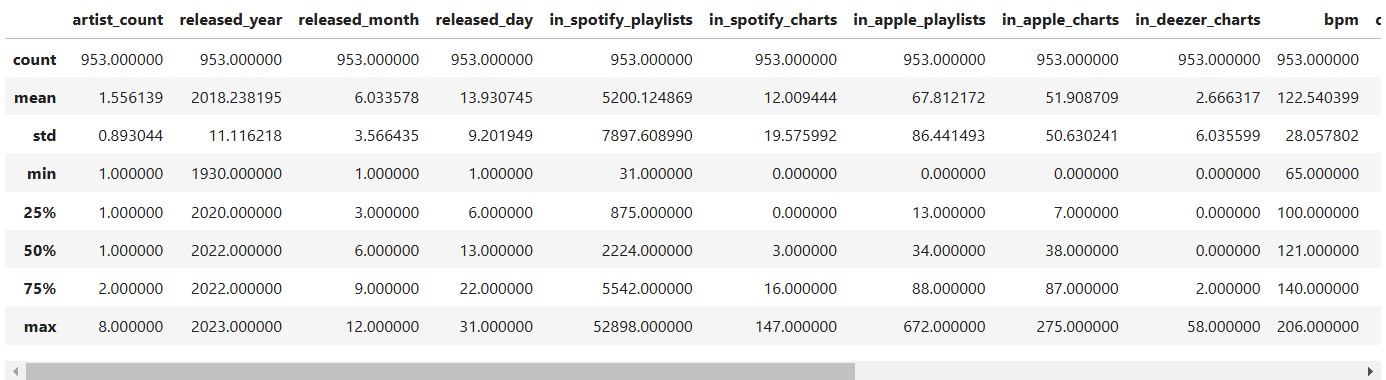 artist_count released_year released_month released_day in_spotify_playlists in_spotify_charts in_apple_playlists in_apple_charts in_deezer_charts bpm
count 953.000000 953.000000 953.000000 953.000000 953.000000 953.000000 953.000000 953.000000 953.000000 953.000000
mean 1.556139 2018.238195 6.033578 13.930745 5200.124869 12.009444 67.812172 51.908709 2.666317 122.540399
std 0.893044 11.116218 3.566435 9.201949 7897.608990 19.575992 86.441493 50.630241 6.035599 28.057802
min 1.000000 1930.000000 1.000000 1.000000 31.000000 0.000000 0.000000 0.000000 0.000000 65.000000
25% 1.000000 2020.000000 3.000000 6.000000 875.000000 0.000000 13.000000 7.000000 0.000000 100.000000
50% 1.000000 2022.000000 6.000000 13.000000 2224.000000 3.000000 34.000000 38.000000 0.000000 121.000000
75% 2.000000 2022.000000 9.000000 22.000000 5542.000000 16.000000 88.000000 87.000000 2.000000 140.000000
max 8.000000 2023.000000 12.000000 31.000000 52898.000000 147.000000 672.000000 275.000000 58.000000 206.000000